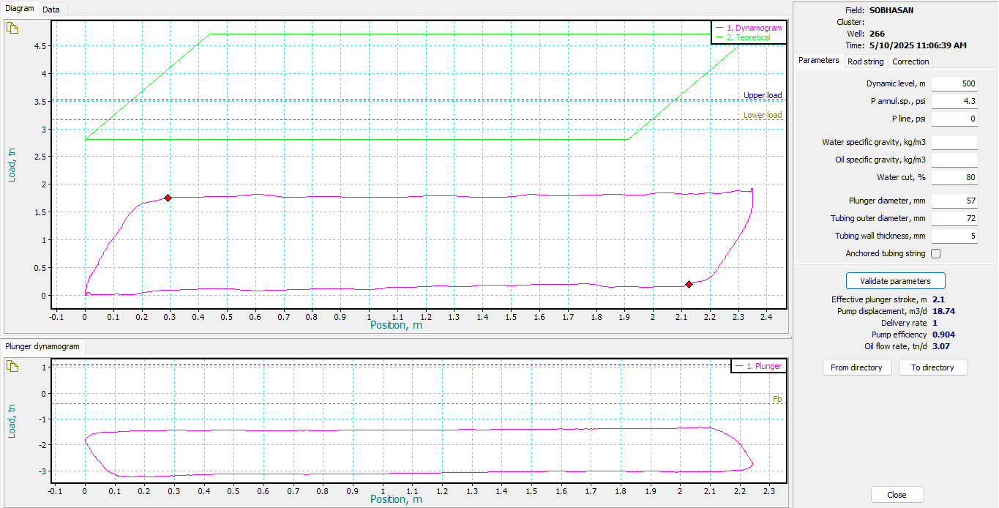 Diagram Data
1. Dynamogram
2. Teoretical
Upper load
Lower load
Load, tn
4.5
4
3.5
3
2.5
2
1.5
1
0.5
0
-0.1 0 0.1 0.2 0.3 0.4 0.5 0.6 0.7 0.8 0.9 1 1.1 1.2 1.3 1.4 1.5 1.6 1.7 1.8 1.9 2 2.1 2.2 2.3 2.4
Position, m
Plunger dynamogram
1. Plunger
Fb
Load, tn
1
0
-1
-2
-3
-0.1 0 0.1 0.2 0.3 0.4 0.5 0.6 0.7 0.8 0.9 1 1.1 1.2 1.3 1.4 1.5 1.6 1.7 1.8 1.9 2 2.1 2.2 2.3
Position, m
Field: SOBHASAN
Cluster:
Well: 266
Time: 5/10/2025 11:06:39 AM
Parameters Rod string Correction
Dynamic level, m 500
P annul.sp., psi 4.3
P line, psi 0
Water specific gravity, kg/m3
Oil specific gravity, kg/m3
Water cut, % 80
Plunger diameter, mm 57
Tubing outer diameter, mm 72
Tubing wall thickness, mm 5
Anchored tubing string
Validate parameters
Effective plunger stroke, m 2.1
Pump displacement, m3/d 18.74
Delivery rate 1
Pump efficiency 0.904
Oil flow rate, tn/d 3.07
From directory To directory
Close